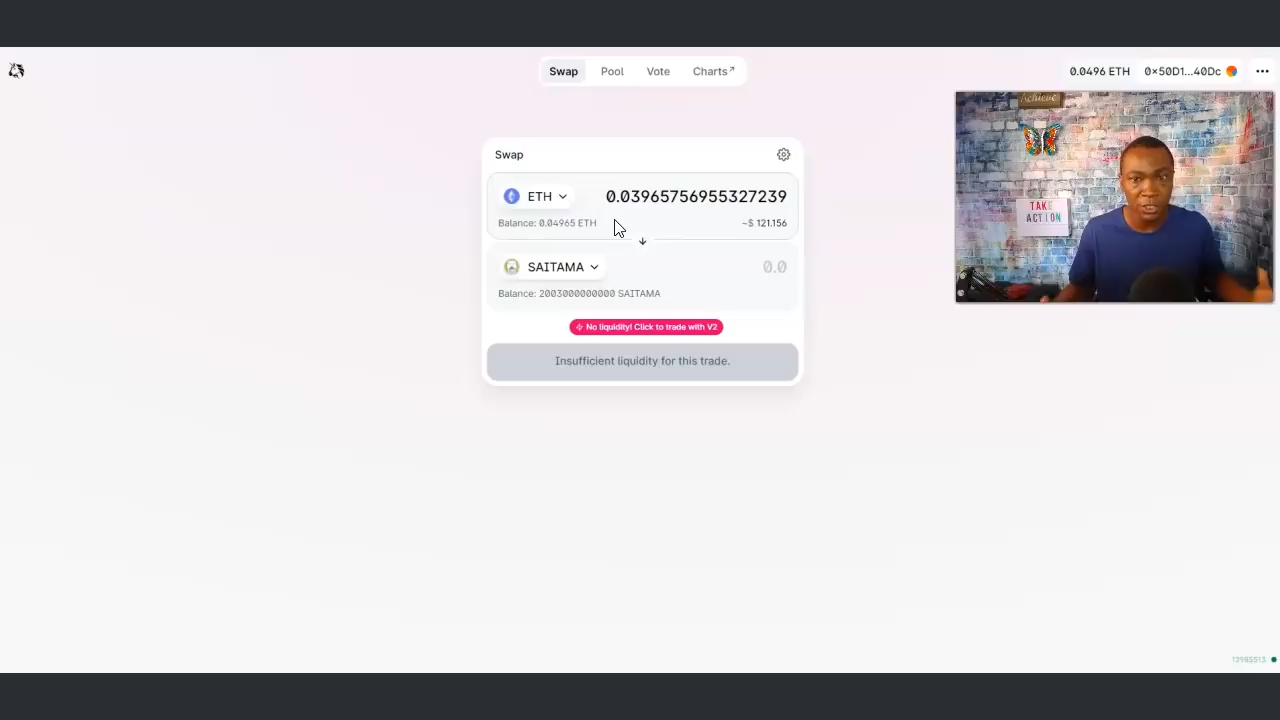 Swap Pool Vote Charts↗ 0.0496 ETH 0×50D1...40Dc ...
Achieve
TAKE
ACTION
Swap
ETH 0.03965756955327239
Balance: 0.04965 ETH ~$ 121.156
SAITAMA 0.0
Balance: 2003000000000 SAITAMA
No liquidity! Click to trade with V2
Insufficient liquidity for this trade.